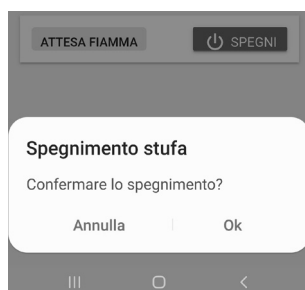 ATTESA FIAMMA SPEGNI
Spegnimento stufa
Confermare lo spegnimento?
Annulla Ok